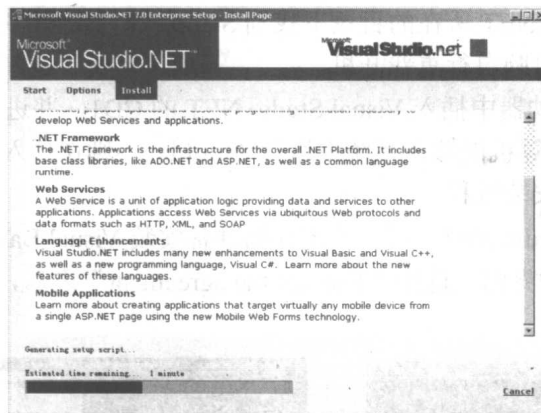 Microsoft Visual Studio.NET 7.0 Enterprise Setup - Install Page
Microsoft
Visual Studio.NET
Microsoft
Visual Studio.net
Start Options Install
software, product updates, and essential programming information necessary to
develop Web Services and applications.
.NET Framework
The .NET Framework is the infrastructure for the overall .NET Platform. It includes
base class libraries, like ADO.NET and ASP.NET, as well as a common language
runtime.
Web Services
A Web Service is a unit of application logic providing data and services to other
applications. Applications access Web Services via ubiquitous Web protocols and
data formats such as HTTP, XML, and SOAP
Language Enhancements
Visual Studio.NET includes many new enhancements to Visual Basic and Visual C++,
as well as a new programming language, Visual C#. Learn more about the new
features of these languages.
Mobile Applications
Learn more about creating applications that target virtually any mobile device from
a single ASP.NET page using the new Mobile Web Forms technology.
Generating setup script...
Estimated time remaining... 1 minute
Cancel